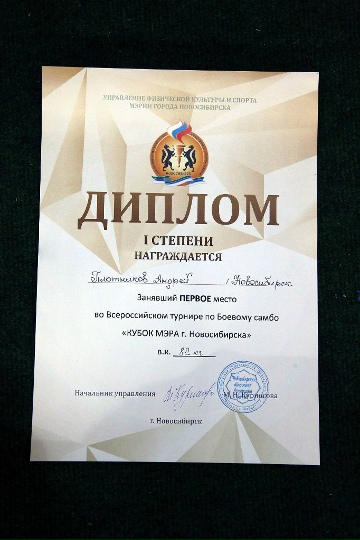 УПРАВЛЕНИЕ ФИЗИЧЕСКОЙ КУЛЬТУРЫ И СПОРТА
МЭРИИ ГОРОДА НОВОСИБИРСКА
НОВОСИБИРСК
ДИПЛОМ
I СТЕПЕНИ
НАГРАЖДАЕТСЯ
Плотников Андрей / Новосибирск
Занявший ПЕРВОЕ место
во Всероссийском турнире по Боевому самбо
«КУБОК МЭРА г. Новосибирска»
в.к. 82 кг
Начальник управления
г. Новосибирск